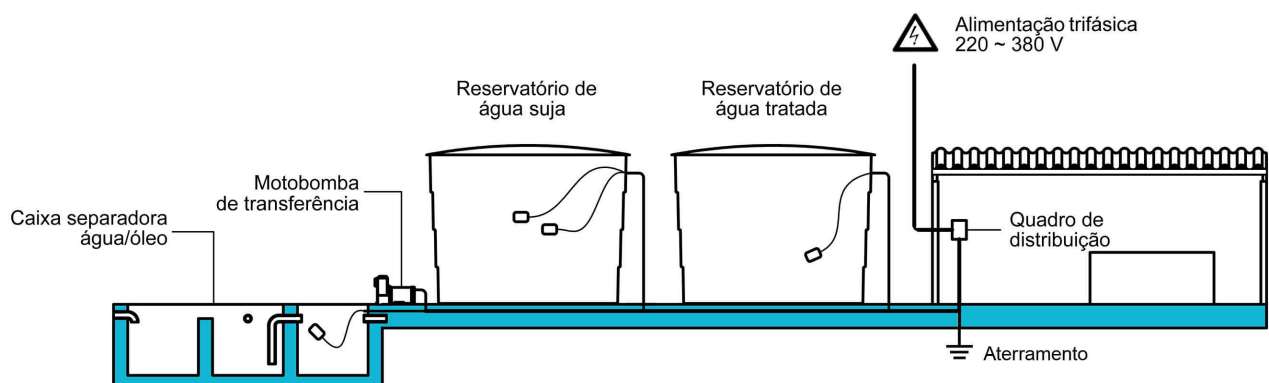 Alimentação trifásica
220 ~ 380 V
Reservatório de
água suja
Reservatório de
água tratada
Motobomba
de transferência
Caixa separadora
água/óleo
Quadro de
distribuição
Aterramento